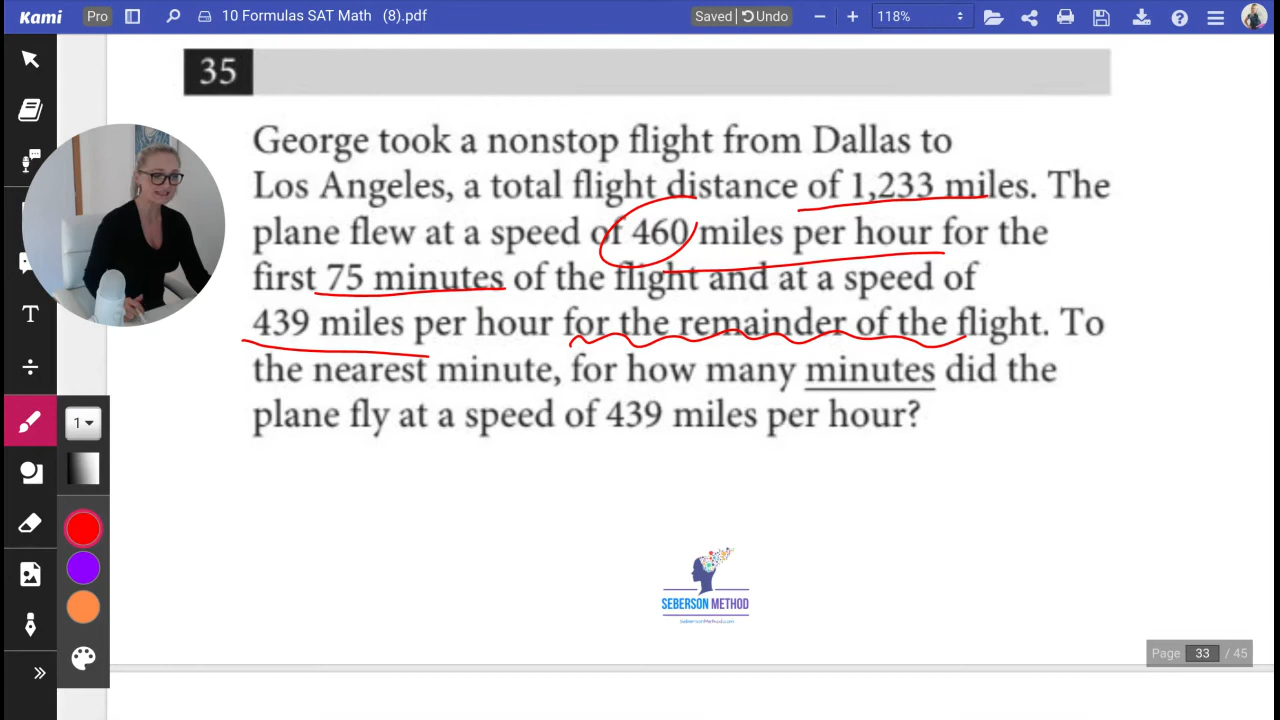 Kami
Pro
10 Formulas SAT Math (8).pdf
Saved
Undo
118%
35
George took a nonstop flight from Dallas to
Los Angeles, a total flight distance of 1,233 miles. The
plane flew at a speed of 460 miles per hour for the
first 75 minutes of the flight and at a speed of
439 miles per hour for the remainder of the flight. To
the nearest minute, for how many minutes did the
plane fly at a speed of 439 miles per hour?
T
1
SEBERSON METHOD
SebersonMethod.com
Page 33 / 45